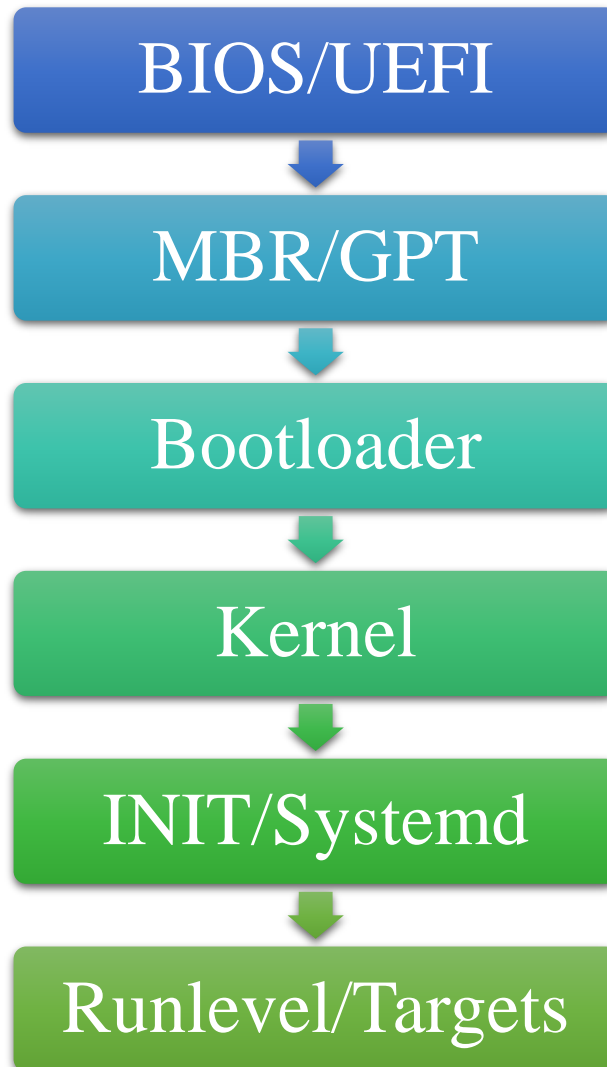 BIOS/UEFI
MBR/GPT
Bootloader
Kernel
INIT/Systemd
Runlevel/Targets